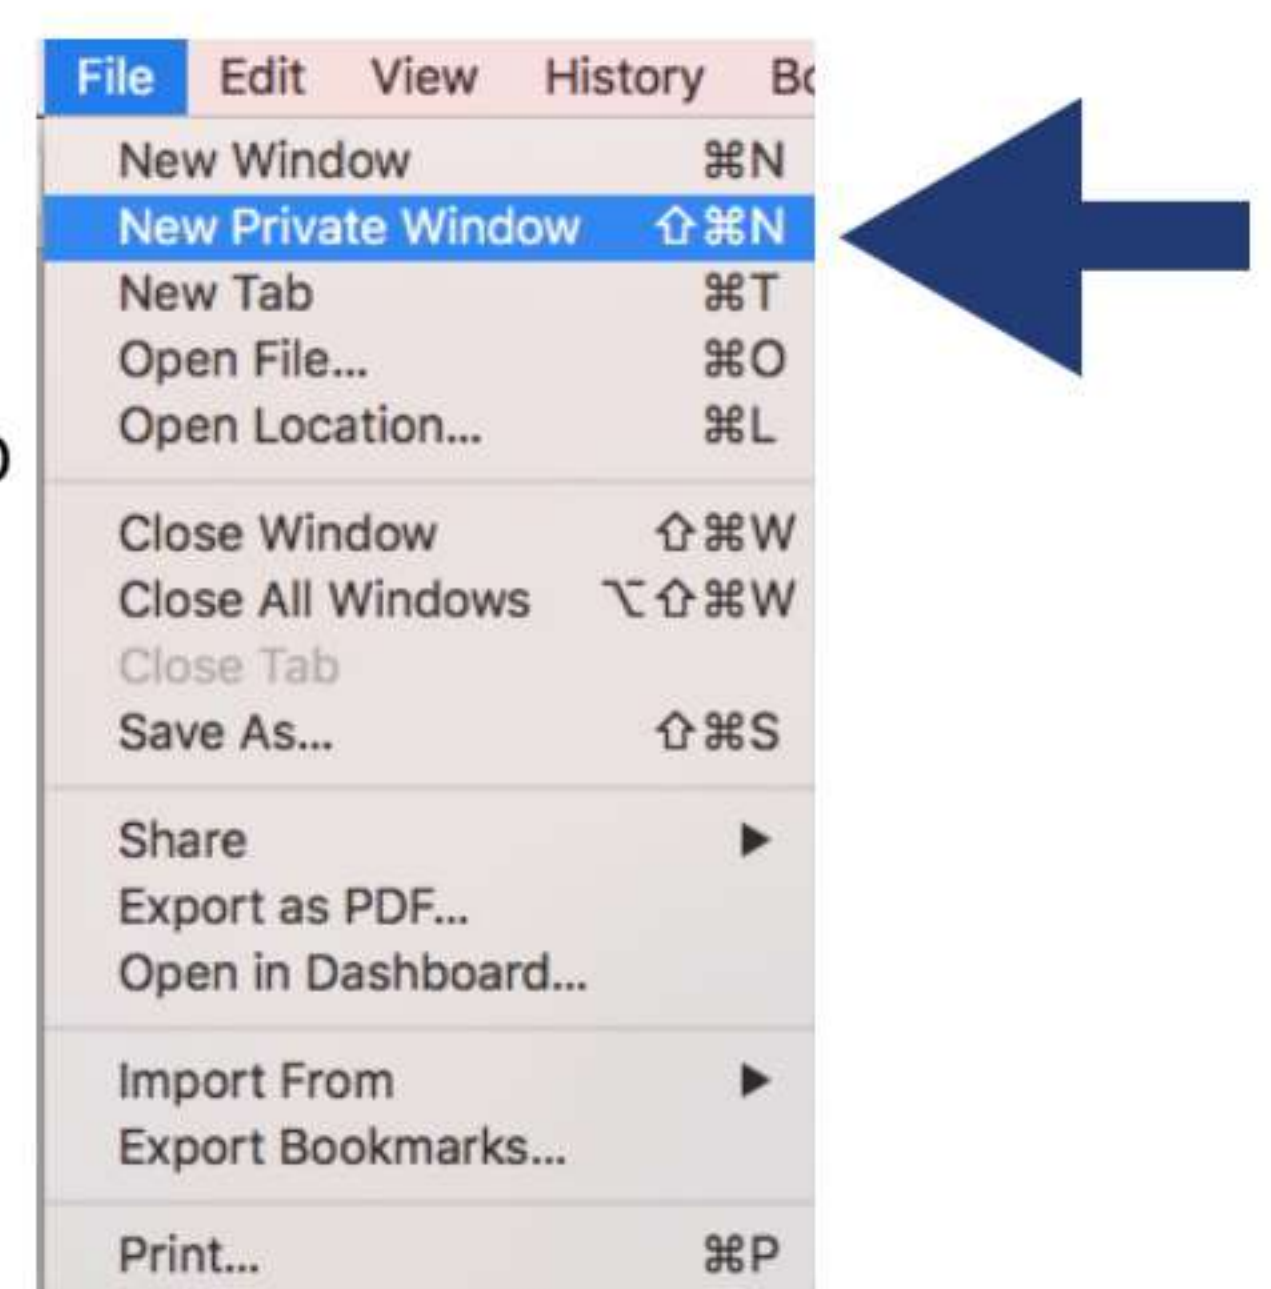 File Edit View History Bo
New Window ⌘N
New Private Window ⇧⌘N
New Tab ⌘T
Open File... ⌘O
Open Location... ⌘L
Close Window ⇧⌘W
Close All Windows ⌥⇧⌘W
Close Tab
Save As... ⇧⌘S
Share ▶
Export as PDF...
Open in Dashboard...
Import From ▶
Export Bookmarks...
Print... ⌘P